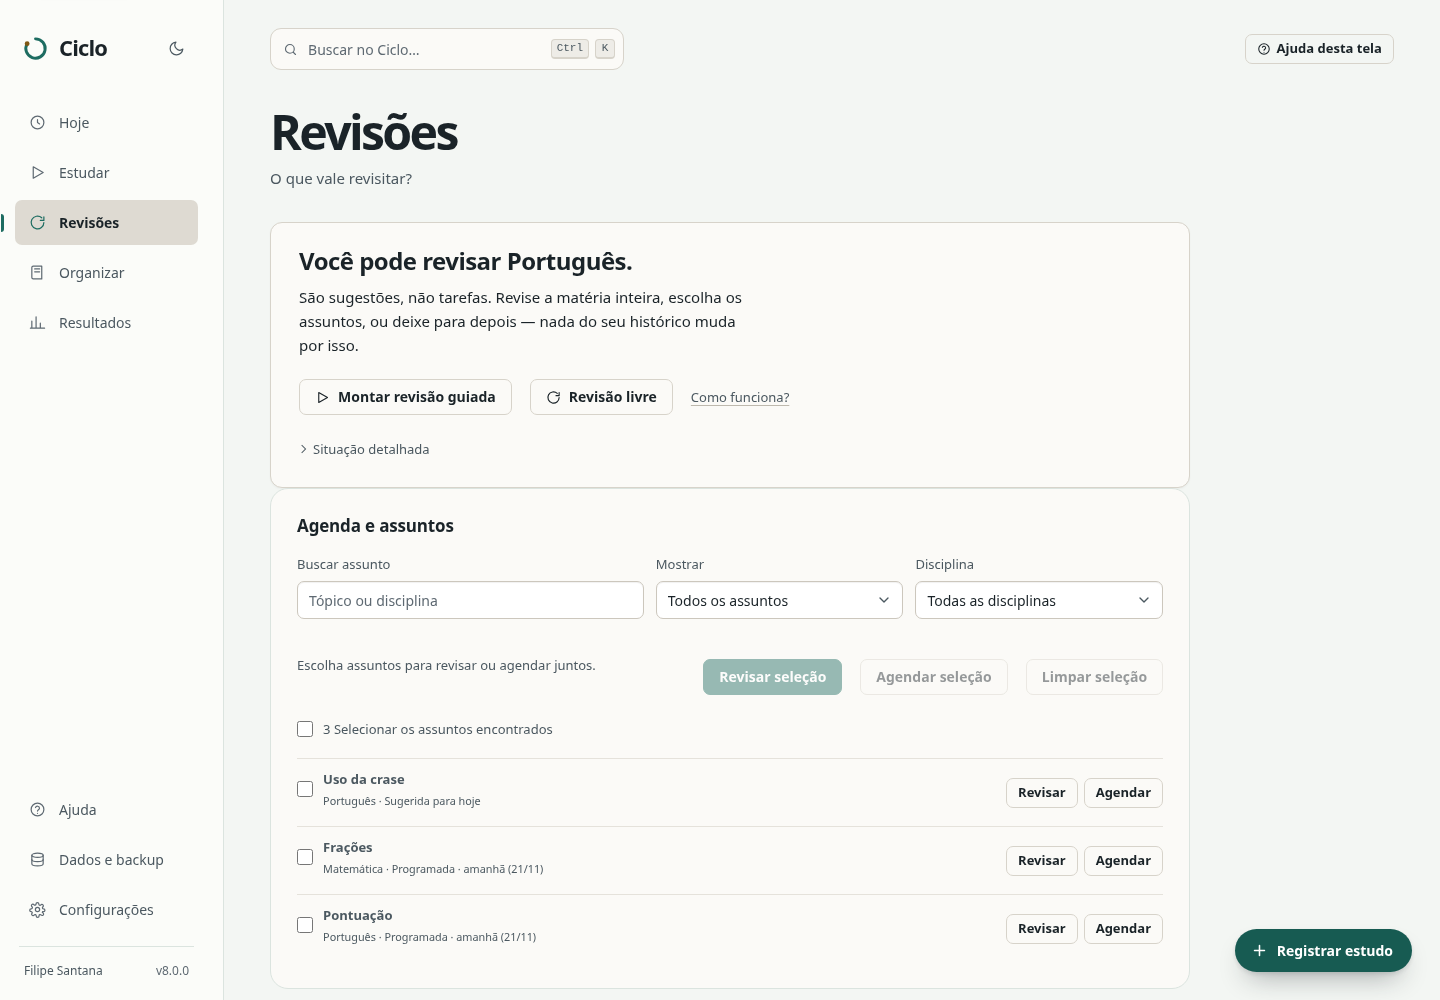 Ciclo
Hoje
Estudar
Revisões
Organizar
Resultados
Ajuda
Dados e backup
Configurações
Filipe Santana
v8.0.0
Buscar no Ciclo...
Ctrl
K
Ajuda desta tela
Revisões
O que vale revisitar?
Você pode revisar Português.
São sugestões, não tarefas. Revise a matéria inteira, escolha os
assuntos, ou deixe para depois — nada do seu histórico muda
por isso.
Montar revisão guiada
Revisão livre
Como funciona?
Situação detalhada
Agenda e assuntos
Buscar assunto
Mostrar
Disciplina
Tópico ou disciplina
Todos os assuntos
Todas as disciplinas
Escolha assuntos para revisar ou agendar juntos.
Revisar seleção
Agendar seleção
Limpar seleção
3 Selecionar os assuntos encontrados
Uso da crase
Português · Sugerida para hoje
Revisar
Agendar
Frações
Matemática · Programada · amanhã (21/11)
Revisar
Agendar
Pontuação
Português · Programada · amanhã (21/11)
Revisar
Agendar
Registrar estudo